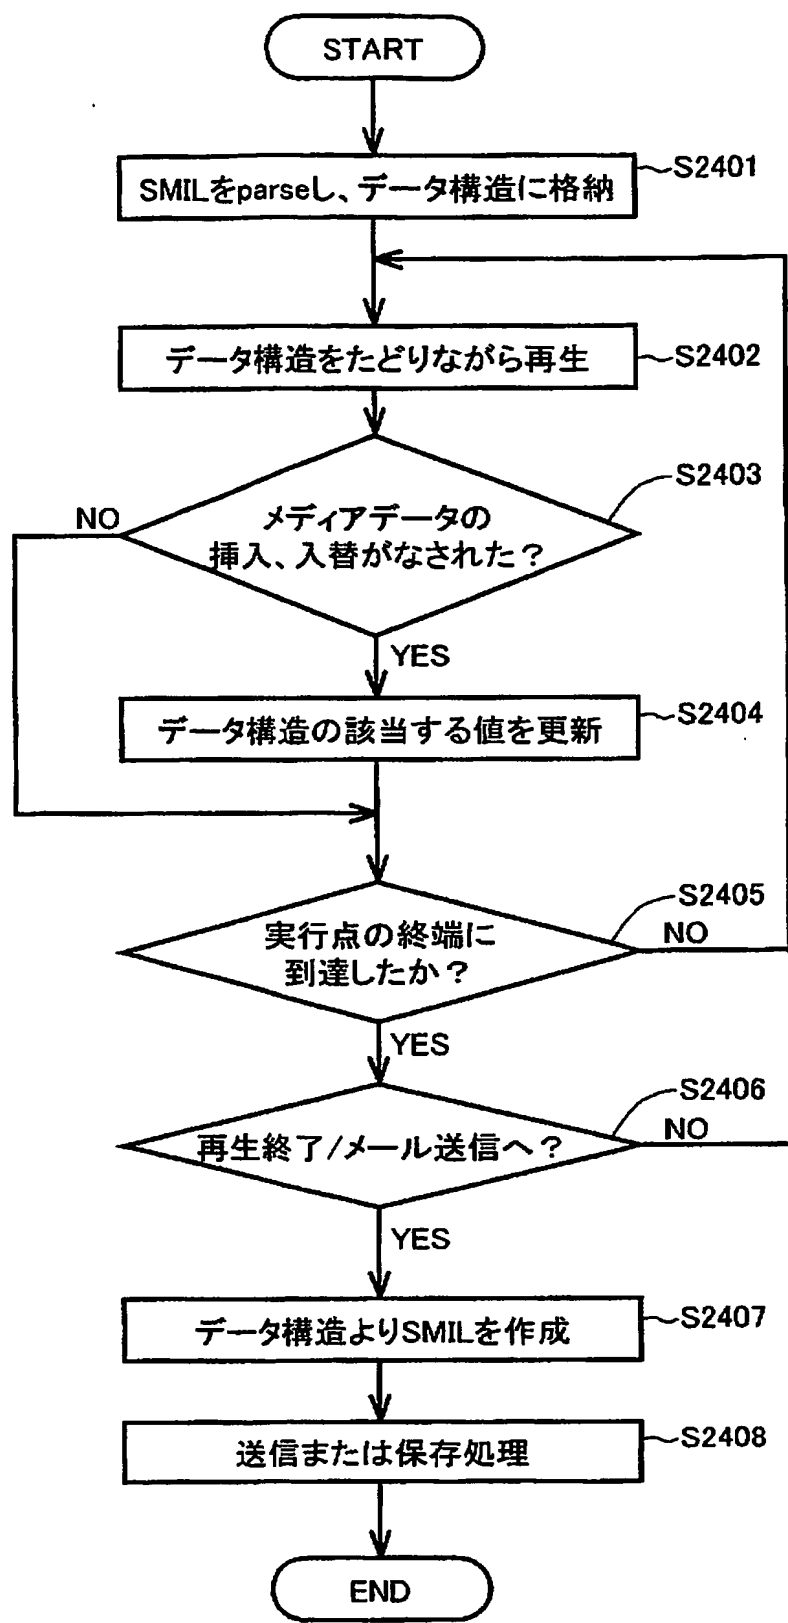 START
SMILをparseし、データ構造に格納
S2401
データ構造をたどりながら再生
S2402
S2403
NO
メディアデータの
挿入、入替がなされた？
YES
データ構造の該当する値を更新
S2404
S2405
実行点の終端に
到達したか？
NO
YES
S2406
再生終了/メール送信へ？
NO
YES
データ構造よりSMILを作成
S2407
送信または保存処理
S2408
END